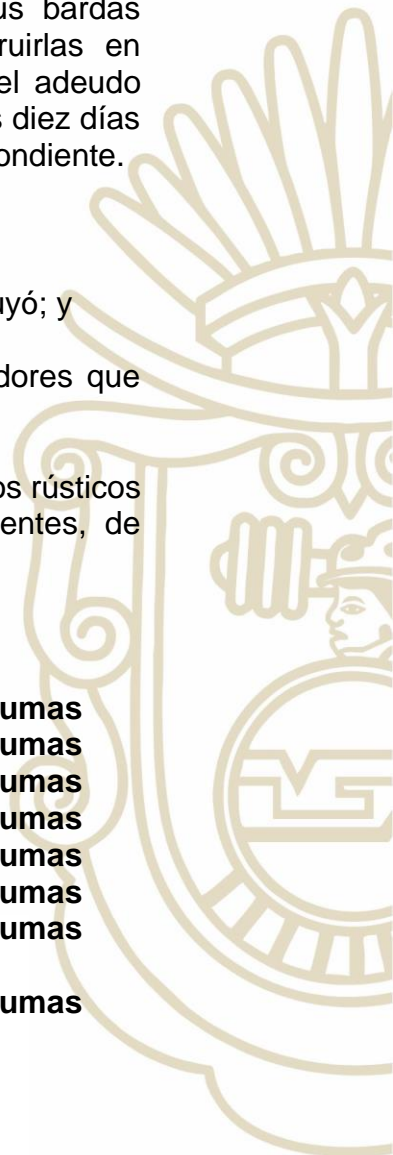 us bardas
ruirlas en
el adeudo
s diez días
pondiente.
uyó; y
dores que
os rústicos
entes, de
umas
umas
umas
umas
umas
umas
umas
umas